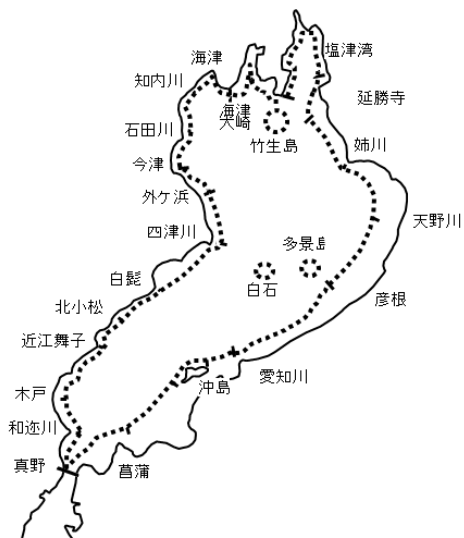 海津
塩津湾
知内川
延勝寺
海津
大崎
石田川
竹生島
姉川
今津
外ケ浜
天野川
四津川
多景島
白髭
白石
彦根
北小松
近江舞子
愛知川
沖島
木戸
和迩川
真野
菖蒲